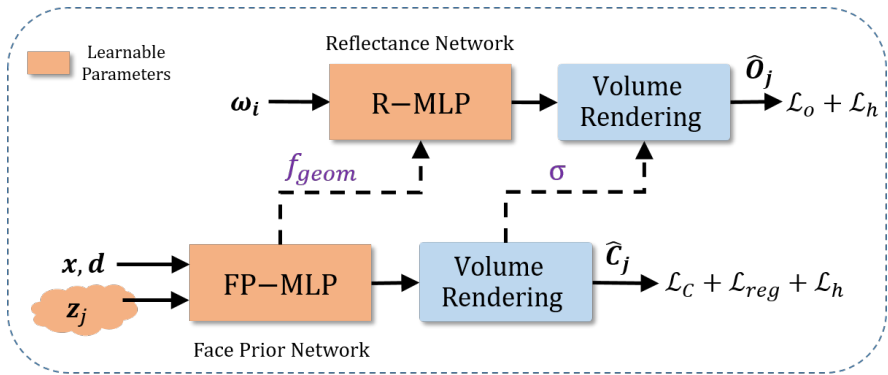 Learnable
Parameters
Reflectance Network
ω_i
R−MLP
Volume
Rendering
Ô_j
ℒ_o + ℒ_h
f_geom
σ
x, d
z_j
FP−MLP
Volume
Rendering
Ĉ_j
ℒ_C + ℒ_reg + ℒ_h
Face Prior Network